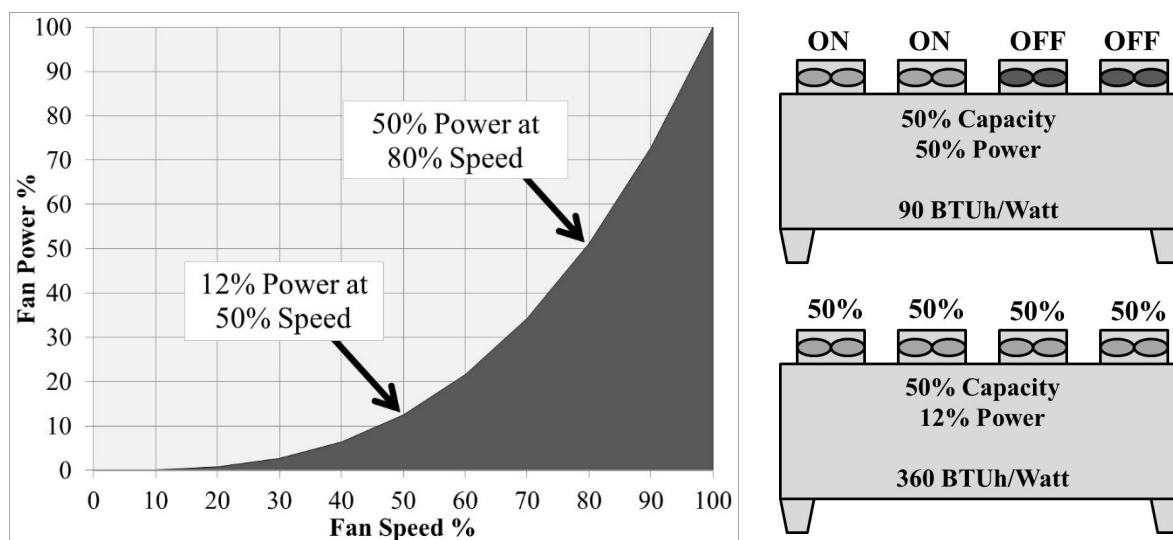 100
90
80
70
60
50
40
30
20
10
0
Fan Power %
50% Power at
80% Speed
12% Power at
50% Speed
0 10 20 30 40 50 60 70 80 90 100
Fan Speed %
ON ON OFF OFF
50% Capacity
50% Power
90 BTUh/Watt
50% 50% 50% 50%
50% Capacity
12% Power
360 BTUh/Watt